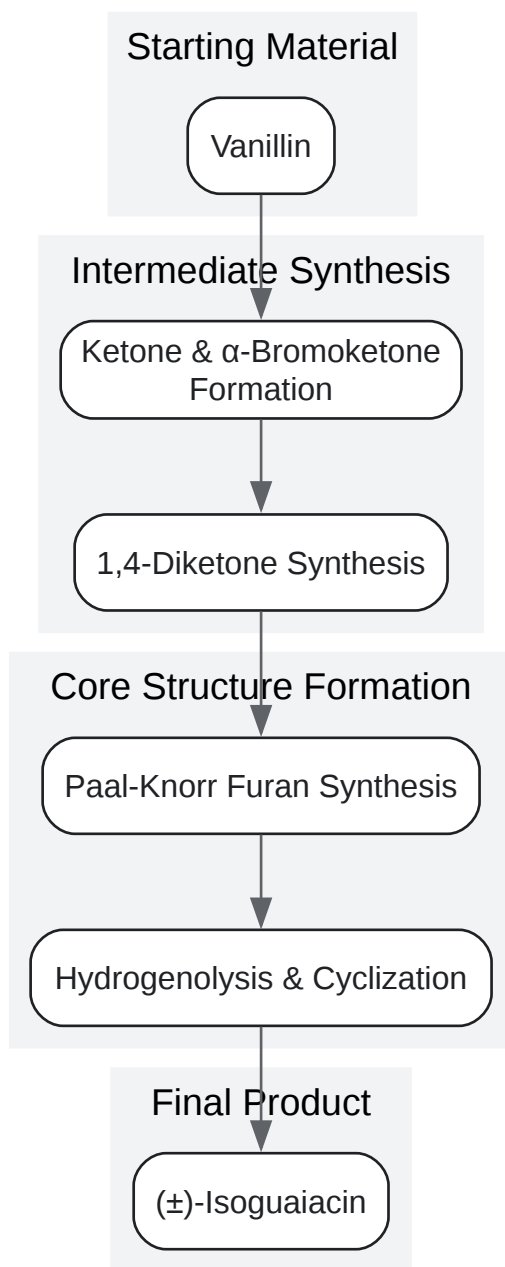 Starting Material
Vanillin
Intermediate Synthesis
Ketone & α-Bromoketone
Formation
1,4-Diketone Synthesis
Core Structure Formation
Paal-Knorr Furan Synthesis
Hydrogenolysis & Cyclization
Final Product
(±)-Isoguaiacin